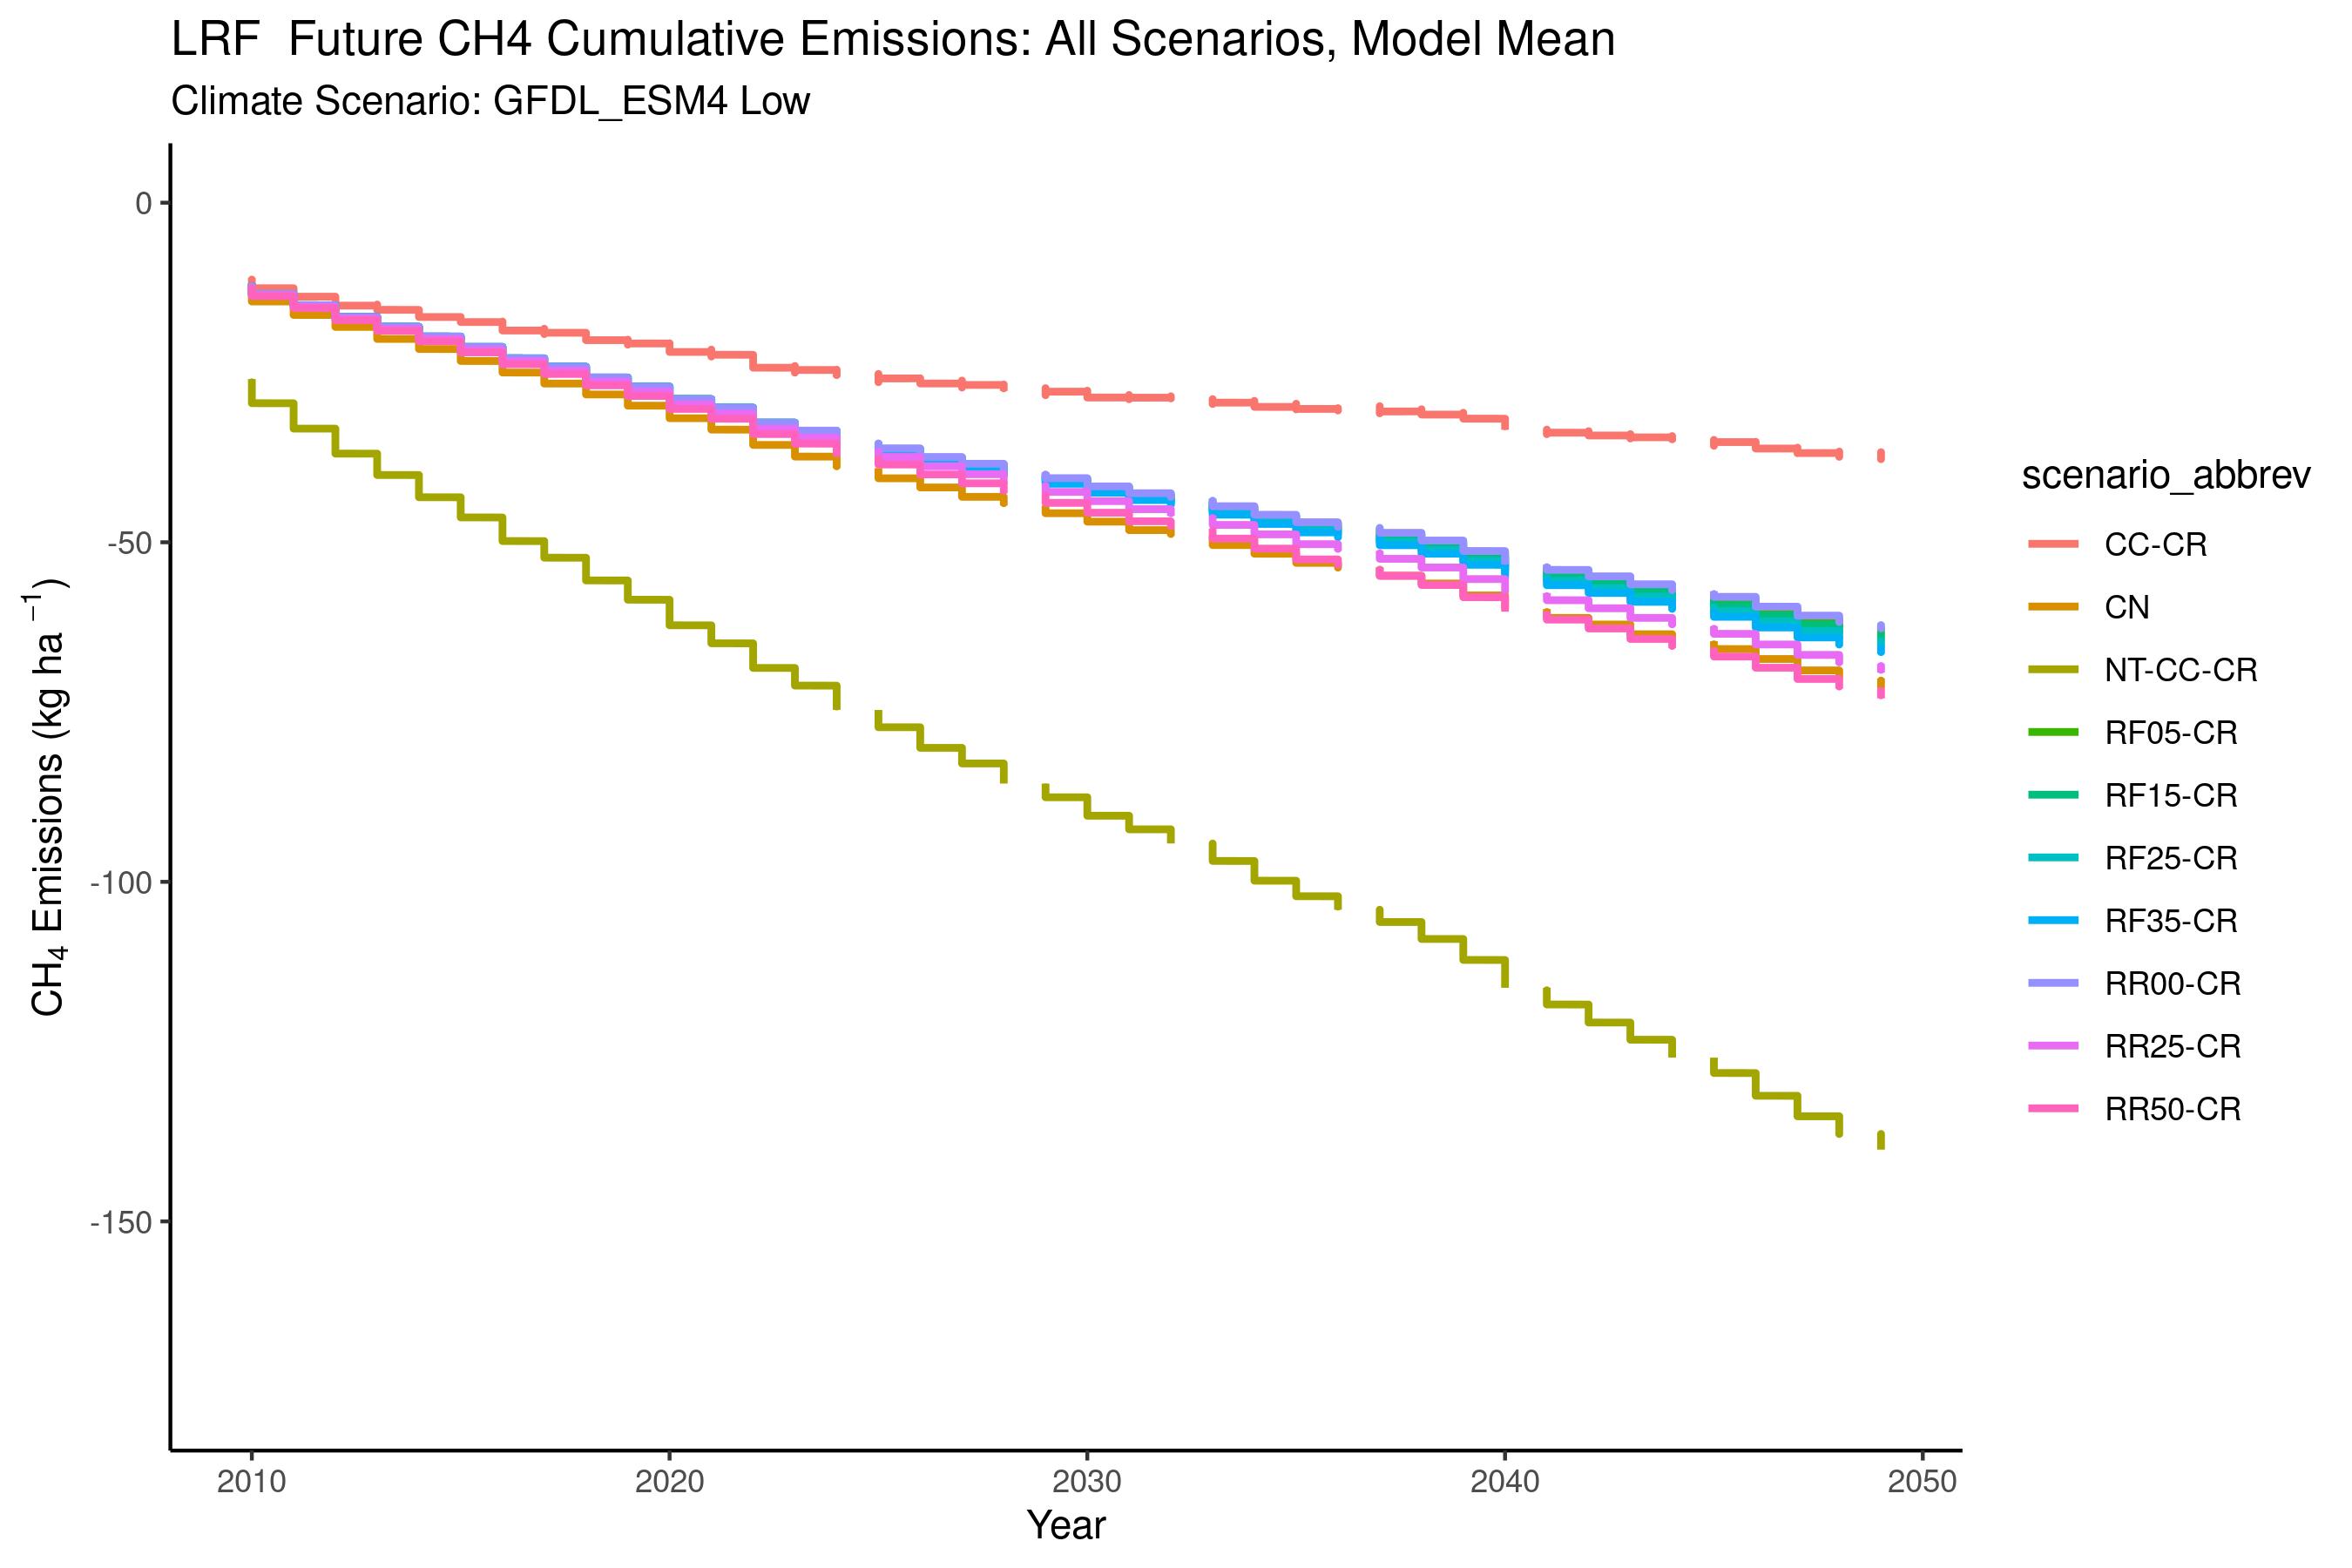 LRF  Future CH4 Cumulative Emissions: All Scenarios, Model Mean
Climate Scenario: GFDL_ESM4 Low
CH₄ Emissions (kg ha⁻¹)
0
-50
-100
-150
2010
2020
2030
2040
2050
Year
scenario_abbrev
CC-CR
CN
NT-CC-CR
RF05-CR
RF15-CR
RF25-CR
RF35-CR
RR00-CR
RR25-CR
RR50-CR